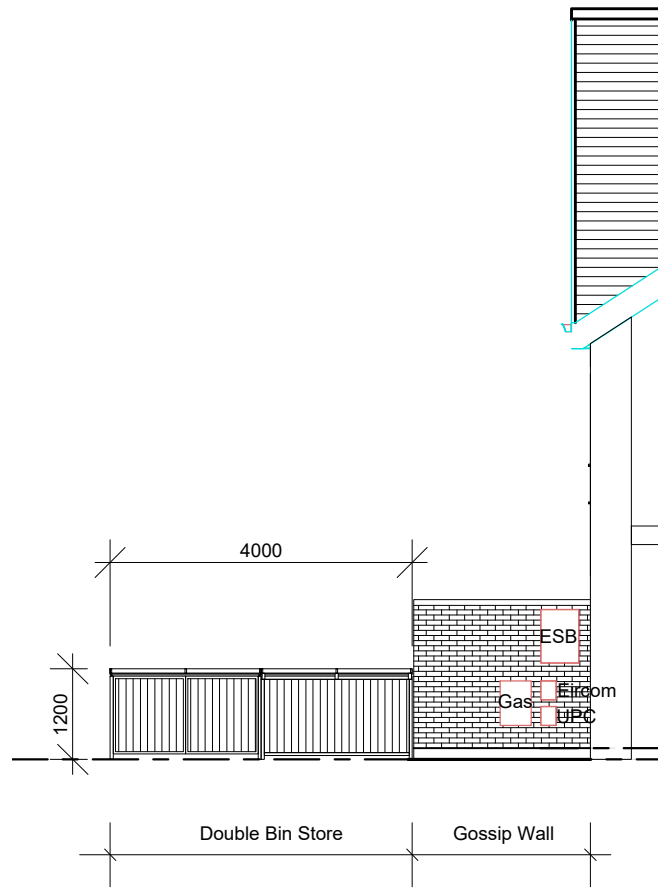 4000
ESB
Gas
Eircom
UPC
1200
Double Bin Store
Gossip Wall